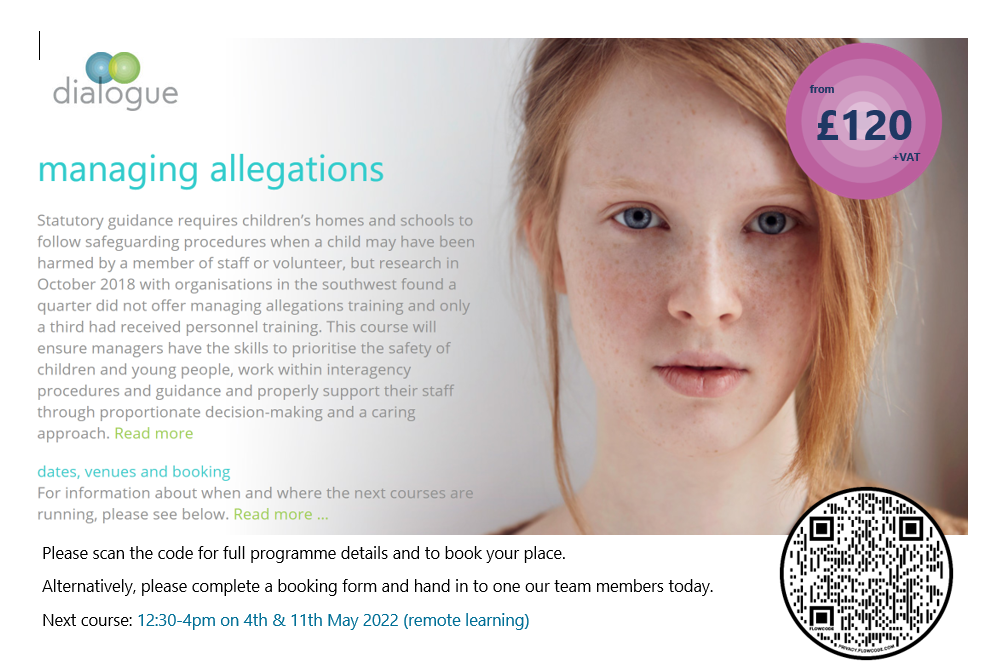 dialogue
from
£120
+VAT
managing allegations
Statutory guidance requires children's homes and schools to
follow safeguarding procedures when a child may have been
harmed by a member of staff or volunteer, but research in
October 2018 with organisations in the southwest found a
quarter did not offer managing allegations training and only
a third had received personnel training. This course will
ensure managers have the skills to prioritise the safety of
children and young people, work within interagency
procedures and guidance and properly support their staff
through proportionate decision-making and a caring
approach. Read more
dates, venues and booking
For information about when and where the next courses are
running, please see below. Read more ...
Please scan the code for full programme details and to book your place.
Alternatively, please complete a booking form and hand in to one our team members today.
Next course: 12:30-4pm on 4th & 11th May 2022 (remote learning)
FLOWCODE
PRIVACY.FLOWCODE.COM